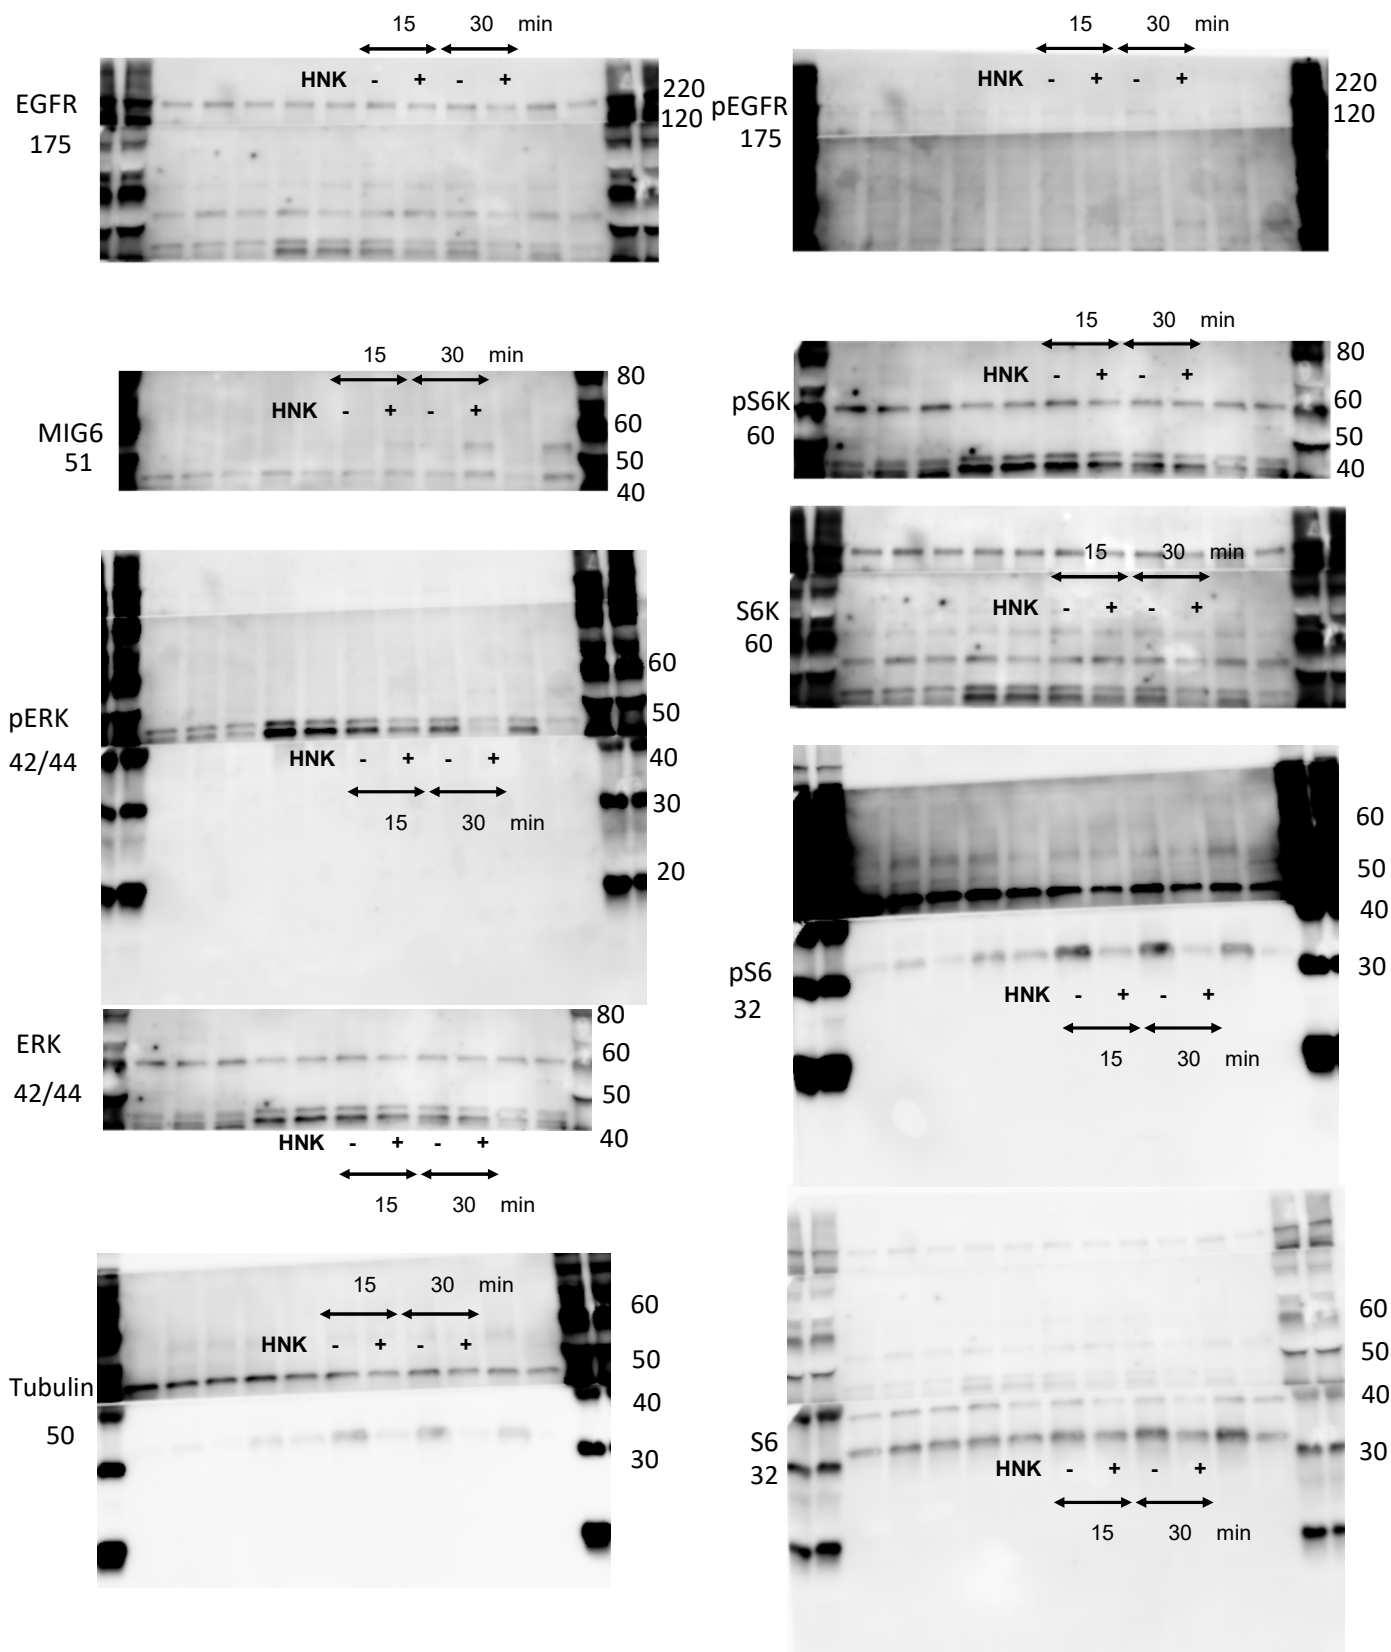 15 30 min
HNK - + - +
EGFR
175
220
120
15 30 min
HNK - + - +
pEGFR
175
220
120
15 30 min
HNK - + - +
MIG6
51
80
60
50
40
15 30 min
HNK - + - +
pS6K
60
80
60
50
40
15 30 min
HNK - + - +
S6K
60
pERK
42/44
60
50
40
30
20
HNK - + - +
15 30 min
pS6
32
60
50
40
30
HNK - + - +
15 30 min
ERK
42/44
80
60
50
40
HNK - + - +
15 30 min
15 30 min
HNK - + - +
Tubulin
50
60
50
40
30
S6
32
60
50
40
30
HNK - + - +
15 30 min